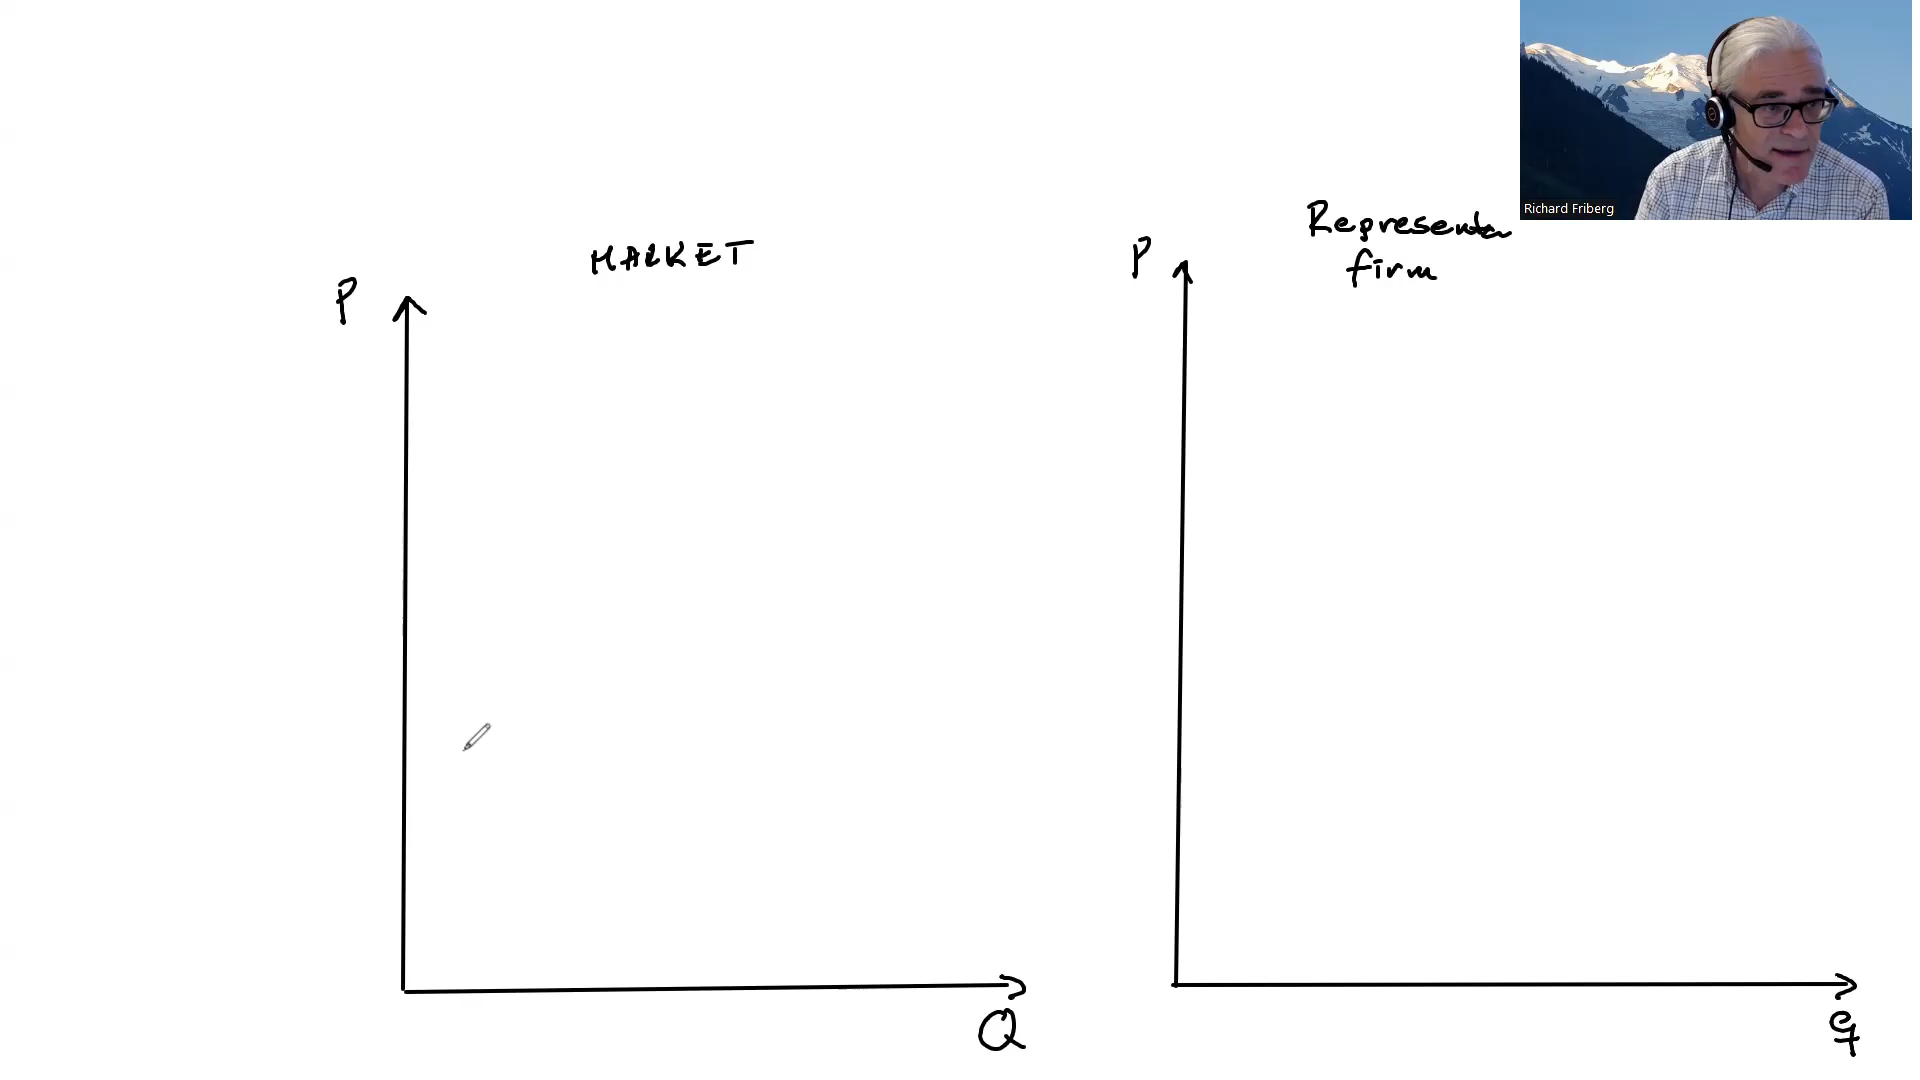 MARKET
P
Q
Representa
firm
P
q
Richard Friberg